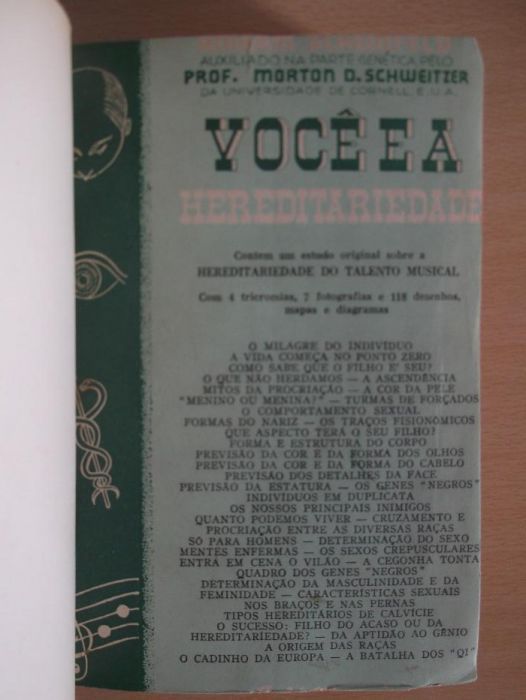 AUXILIADO NA PARTE GENÉTICA PELO
PROF. MORTON D. SCHWEITZER
DA UNIVERSIDADE DE CORNELL, E.U.A.
VOCÊ E A
HEREDITARIEDADE
Contem um estudo original sobre a
HEREDITARIEDADE DO TALENTO MUSICAL
Com 4 tricromias, 7 fotografias e 118 desenhos,
mapas e diagramas
O MILAGRE DO INDIVÍDUO
A VIDA COMEÇA NO PONTO ZERO
COMO SABE QUE O FILHO É SEU?
O QUE NÃO HERDAMOS — A ASCENDÊNCIA
MITOS DA PROCRIAÇÃO — A COR DA PELE
"MENINO OU MENINA?" — TURMAS DE FORÇADOS
O COMPORTAMENTO SEXUAL
FORMAS DO NARIZ — OS TRAÇOS FISIONÓMICOS
QUE ASPECTO TERÁ O SEU FILHO?
FORMA E ESTRUTURA DO CORPO
PREVISÃO DA COR E DA FORMA DOS OLHOS
PREVISÃO DA COR E DA FORMA DO CABELO
PREVISÃO DOS DETALHES DA FACE
PREVISÃO DA ESTATURA — OS GENES "NEGROS"
INDIVÍDUOS EM DUPLICATA
OS NOSSOS PRINCIPAIS INIMIGOS
QUANTO PODEMOS VIVER — CRUZAMENTO E
PROCRIAÇÃO ENTRE AS DIVERSAS RAÇAS
SÓ PARA HOMENS — DETERMINAÇÃO DO SEXO
MENTES ENFERMAS — OS SEXOS CREPUSCULARES
ENTRA EM CENA O VILÃO — A CEGONHA TONTA
QUADRO DOS GENES "NEGROS"
DETERMINAÇÃO DA MASCULINIDADE E DA
FEMINIDADE — CARACTERÍSTICAS SEXUAIS
NOS BRAÇOS E NAS PERNAS
TIPOS HEREDITÁRIOS DE CALVÍCIE
O SUCESSO: FILHO DO ACASO OU DA
HEREDITARIEDADE? — DA APTIDÃO AO GÊNIO
A ORIGEM DAS RAÇAS
O CADINHO DA EUROPA — A BATALHA DOS "QI"